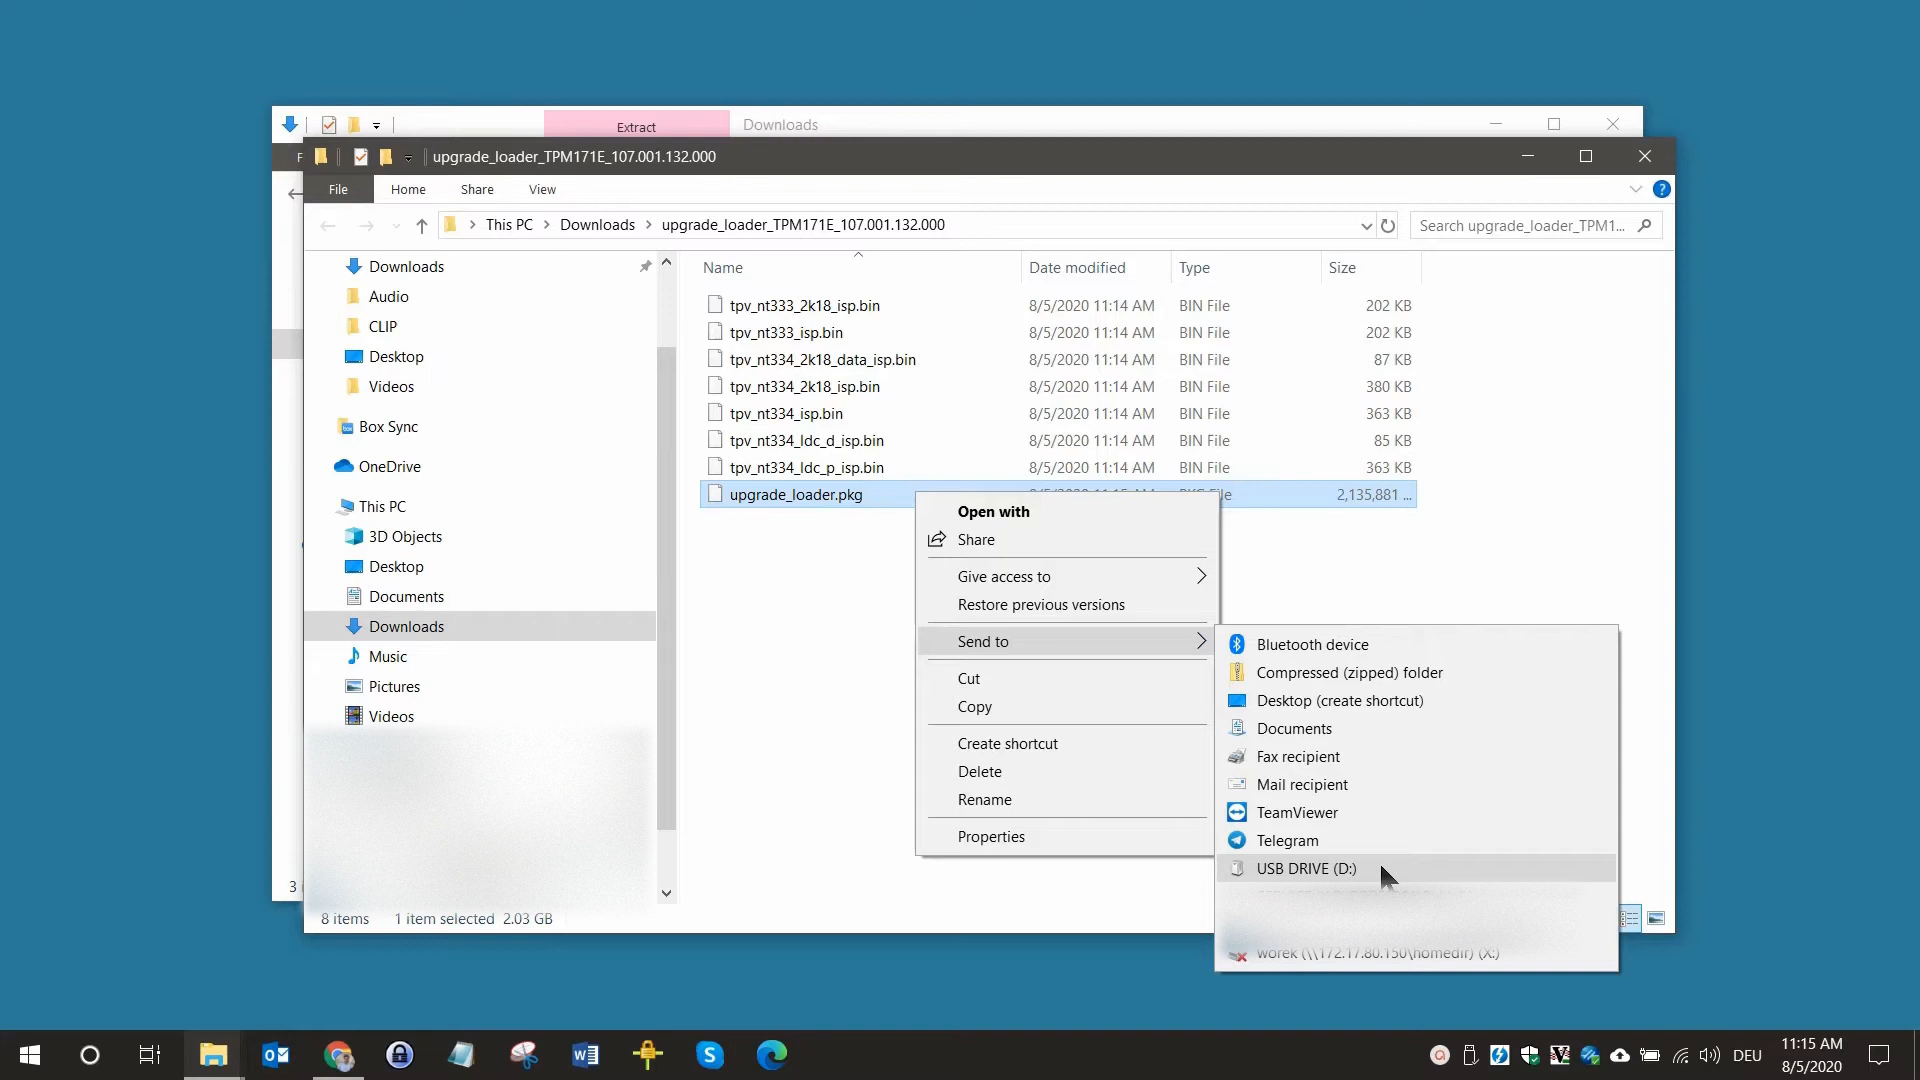 Extract
Downloads
F
upgrade_loader_TPM171E_107.001.132.000
File
Home
Share
View
?
This PC
Downloads
upgrade_loader_TPM171E_107.001.132.000
Search upgrade_loader_TPM1...
Downloads
Audio
CLIP
Desktop
Videos
Box Sync
OneDrive
This PC
3D Objects
Desktop
Documents
Downloads
Music
Pictures
Videos
Name Date modified Type Size
tpv_nt333_2k18_isp.bin 8/5/2020 11:14 AM BIN File 202 KB
tpv_nt333_isp.bin 8/5/2020 11:14 AM BIN File 202 KB
tpv_nt334_2k18_data_isp.bin 8/5/2020 11:14 AM BIN File 87 KB
tpv_nt334_2k18_isp.bin 8/5/2020 11:14 AM BIN File 380 KB
tpv_nt334_isp.bin 8/5/2020 11:14 AM BIN File 363 KB
tpv_nt334_ldc_d_isp.bin 8/5/2020 11:14 AM BIN File 85 KB
tpv_nt334_ldc_p_isp.bin 8/5/2020 11:14 AM BIN File 363 KB
upgrade_loader.pkg 2,135,881 ...
Open with
Share
Give access to
Restore previous versions
Send to
Cut
Copy
Create shortcut
Delete
Rename
Properties
Bluetooth device
Compressed (zipped) folder
Desktop (create shortcut)
Documents
Fax recipient
Mail recipient
TeamViewer
Telegram
USB DRIVE (D:)
worek (\\172.17.80.150\homedir) (X:)
3
8 items 1 item selected 2.03 GB
DEU
11:15 AM
8/5/2020